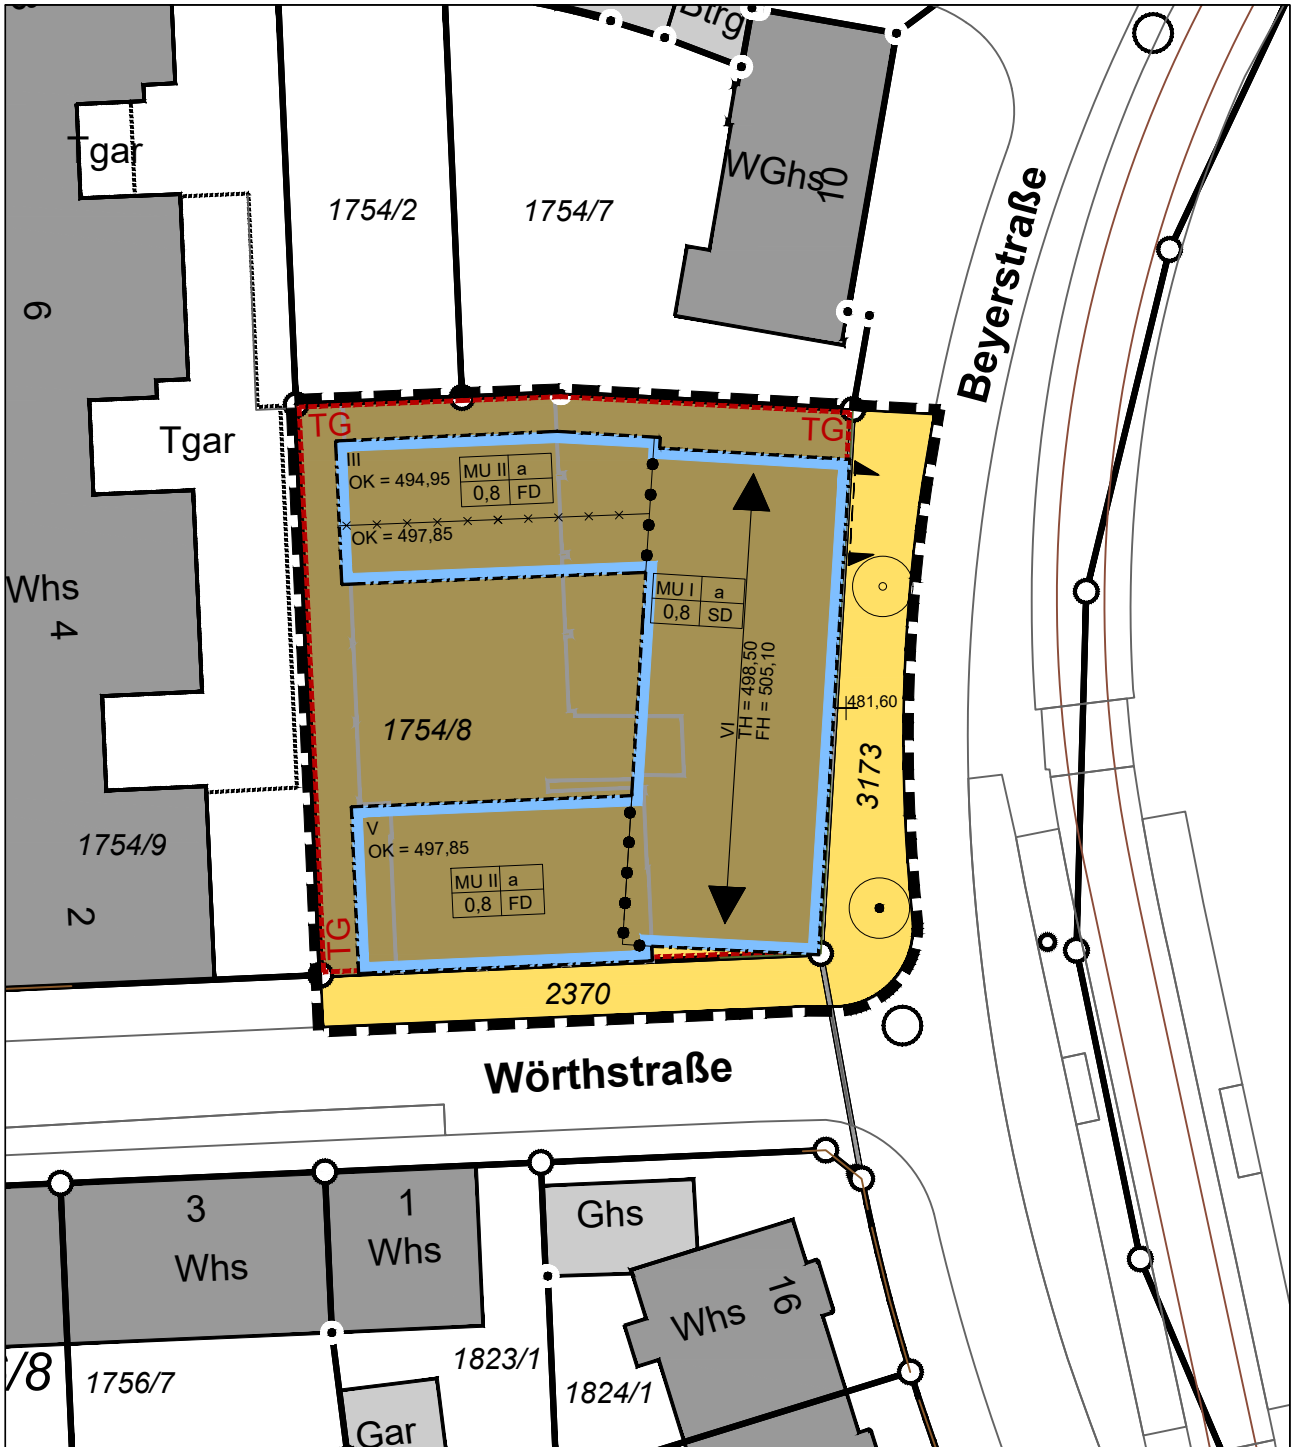 Btrg
Tgar
WGhs
10
1754/2
1754/7
Beyerstraße
6
Tgar
TG
TG
III
OK = 494,95
MU II a
0,8 FD
OK = 497,85
Whs
4
MU I a
0,8 SD
VI
TH = 498,50
FH = 505,10
481,60
1754/8
3173
V
OK = 497,85
1754/9
MU II a
0,8 FD
2
TG
2370
Wörthstraße
3
Whs
1
Whs
Ghs
Whs
16
/8
1756/7
1823/1
1824/1
Gar